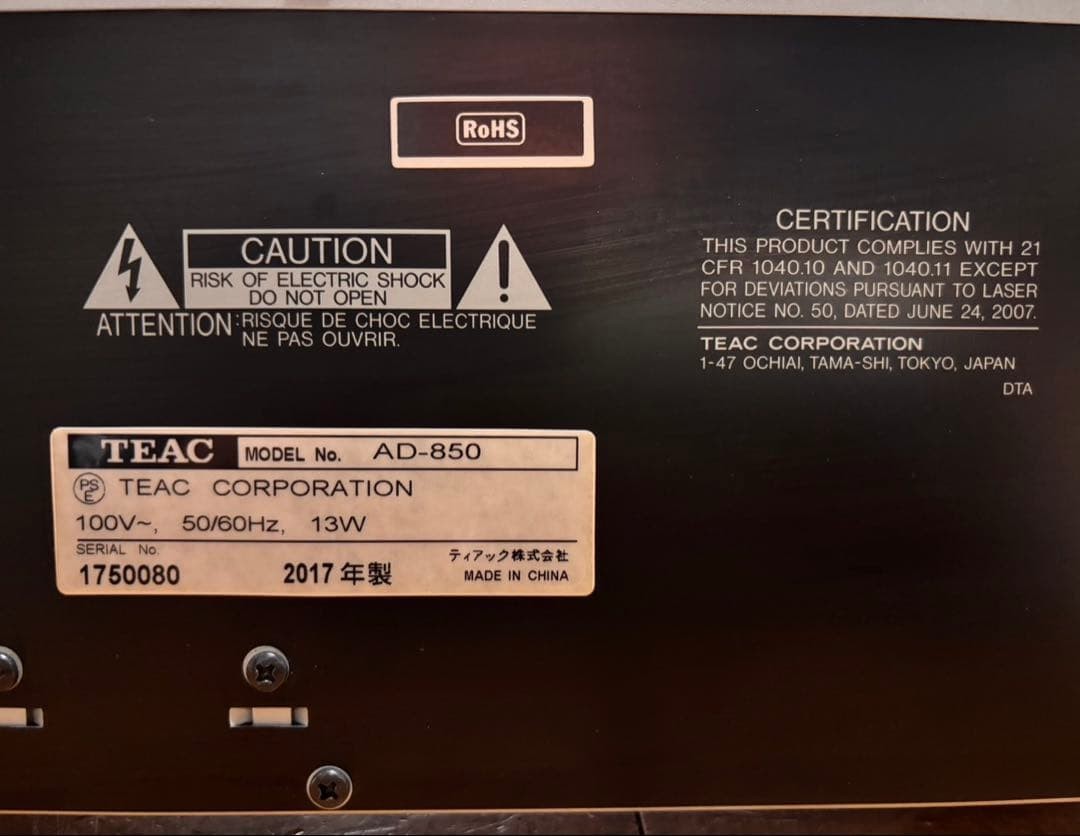 RoHS
CAUTION
RISK OF ELECTRIC SHOCK
DO NOT OPEN
ATTENTION:RISQUE DE CHOC ELECTRIQUE
NE PAS OUVRIR.
CERTIFICATION
THIS PRODUCT COMPLIES WITH 21
CFR 1040.10 AND 1040.11 EXCEPT
FOR DEVIATIONS PURSUANT TO LASER
NOTICE NO. 50, DATED JUNE 24, 2007.
TEAC CORPORATION
1-47 OCHIAI, TAMA-SHI, TOKYO, JAPAN
DTA
TEAC MODEL No. AD-850
PSE TEAC CORPORATION
100V~, 50/60Hz, 13W
SERIAL No.
ティアック株式会社
1750080 2017年製 MADE IN CHINA